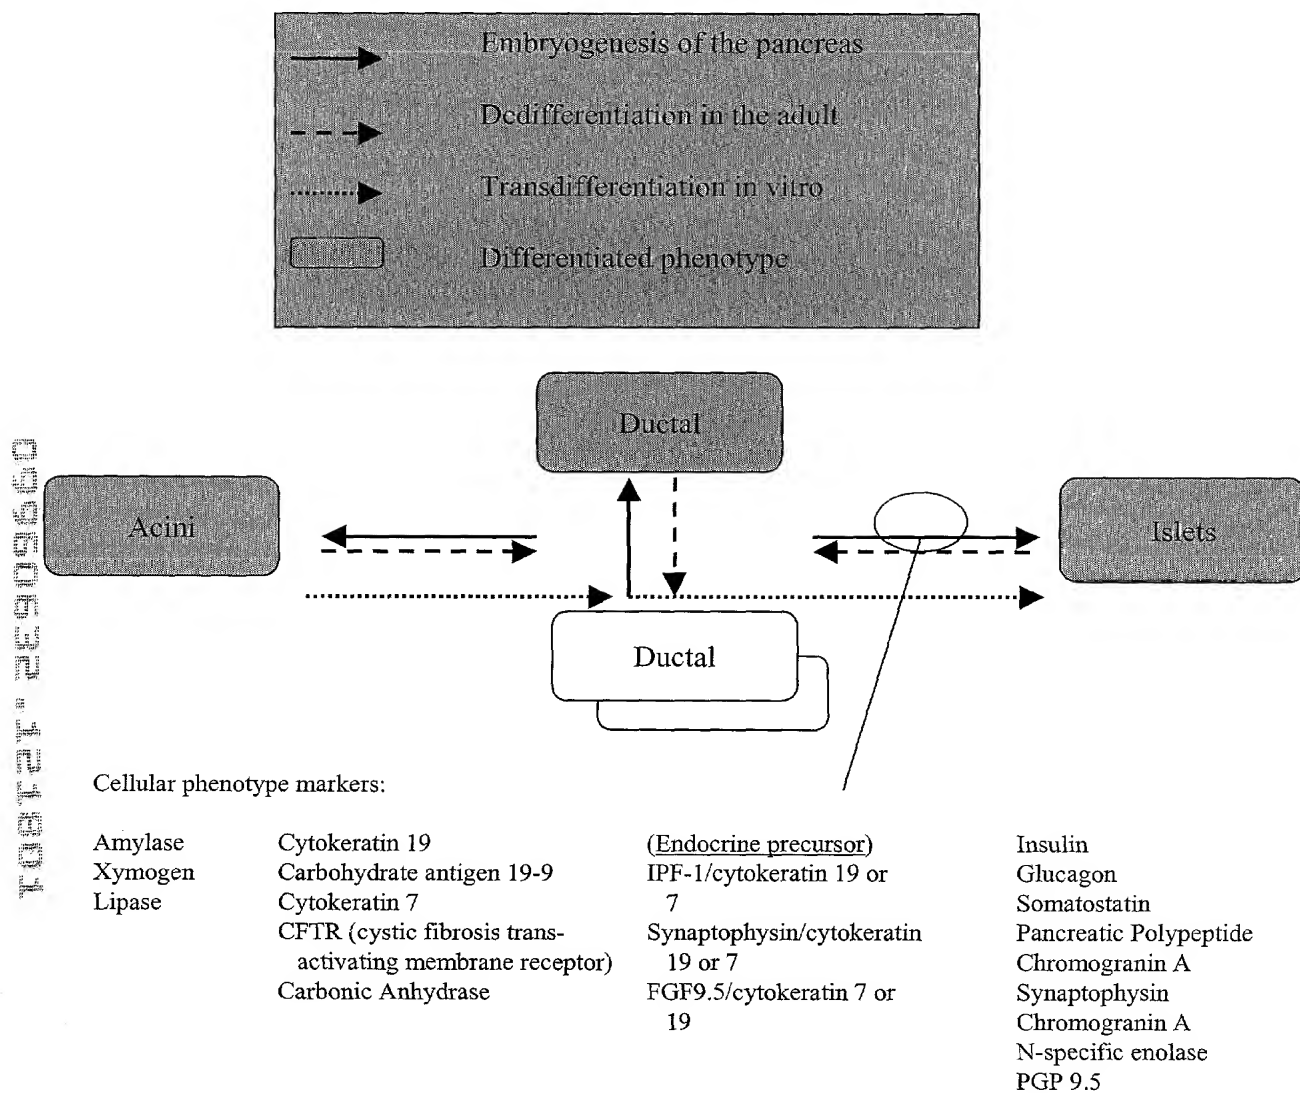 Embryogenesis of the pancreas
Dedifferentiation in the adult
Transdifferentiation in vitro
Differentiated phenotype
Ductal
Acini
Islets
Ductal
09960632.121801
Cellular phenotype markers:
Amylase
Xymogen
Lipase
Cytokeratin 19
Carbohydrate antigen 19-9
Cytokeratin 7
CFTR (cystic fibrosis trans-
activating membrane receptor)
Carbonic Anhydrase
(Endocrine precursor)
IPF-1/cytokeratin 19 or
7
Synaptophysin/cytokeratin
19 or 7
FGF9.5/cytokeratin 7 or
19
Insulin
Glucagon
Somatostatin
Pancreatic Polypeptide
Chromogranin A
Synaptophysin
Chromogranin A
N-specific enolase
PGP 9.5